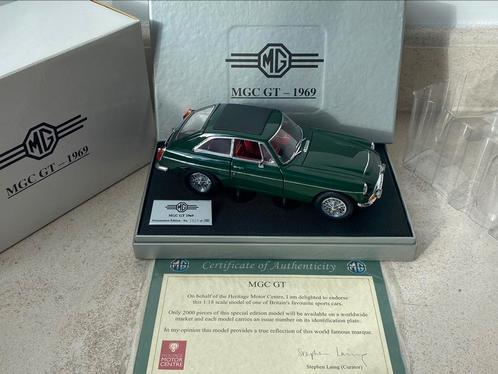 MG
MGC GT – 1969
MG
MGC GT – 1969
MG
MGC GT 1969
MG
Certificate of Authenticity
MG
MGC GT
On behalf of the Heritage Motor Centre, I am delighted to endorse
this 1:18 scale model of one of Britain's favourite sports cars.
Only 2000 pieces of this special edition model will be available on a worldwide
market and each model carries an issue number on its identification plate.
In my opinion this model provides a true reflection of this world famous marque.
Stephen Laing
HERITAGE
MOTOR
CENTRE
Stephen Laing (Curator)